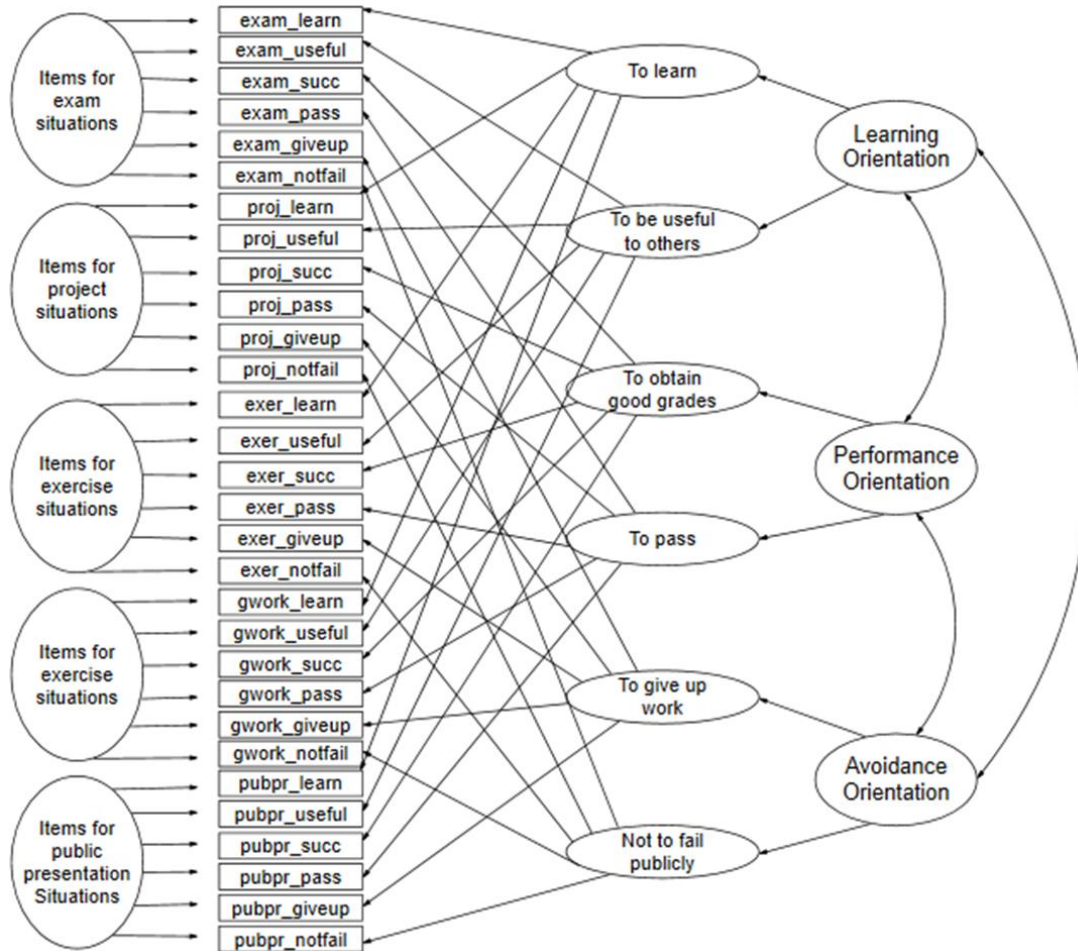 Items for
exam
situations
Items for
project
situations
Items for
exercise
situations
Items for
exercise
situations
Items for
public
presentation
Situations
exam_learn
exam_useful
exam_succ
exam_pass
exam_giveup
exam_notfail
proj_learn
proj_useful
proj_succ
proj_pass
proj_giveup
proj_notfail
exer_learn
exer_useful
exer_succ
exer_pass
exer_giveup
exer_notfail
gwork_learn
gwork_useful
gwork_succ
gwork_pass
gwork_giveup
gwork_notfail
pubpr_learn
pubpr_useful
pubpr_succ
pubpr_pass
pubpr_giveup
pubpr_notfail
To learn
To be useful
to others
To obtain
good grades
To pass
To give up
work
Not to fail
publicly
Learning
Orientation
Performance
Orientation
Avoidance
Orientation